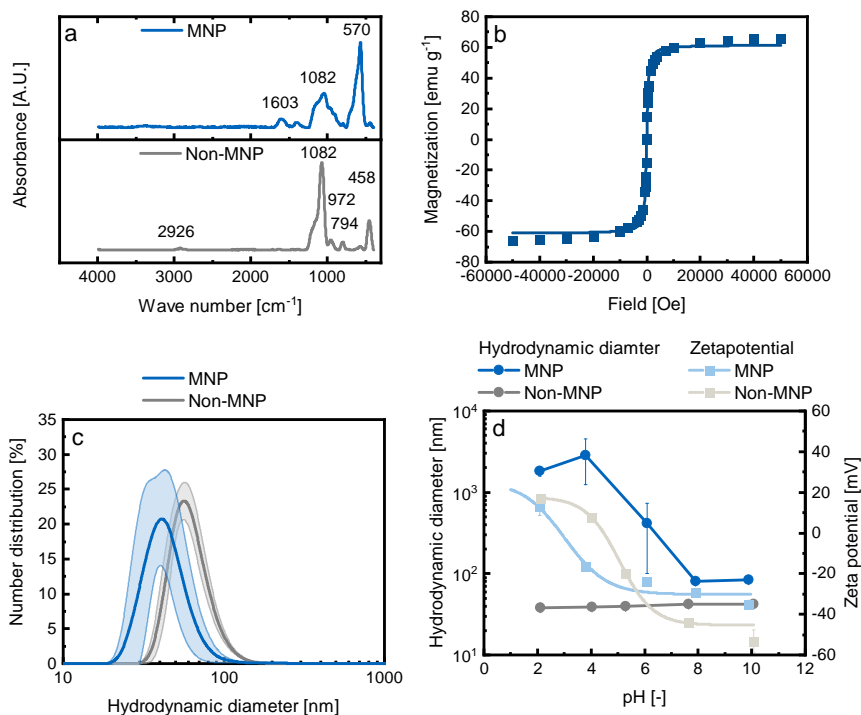 a
MNP
570
1082
1603
Non-MNP
1082
972
458
794
2926
Absorbance [A.U.]
4000 3000 2000 1000
Wave number [cm⁻¹]
b
Magnetization [emu g⁻¹]
80
60
40
20
0
-20
-40
-60
-80
-60000 -40000 -20000 0 20000 40000 60000
Field [Oe]
MNP
Non-MNP
c
Number distribution [%]
35
30
25
20
15
10
5
0
10 100 1000
Hydrodynamic diameter [nm]
Hydrodynamic diamter Zetapotential
MNP MNP
Non-MNP Non-MNP
d
Hydrodynamic diameter [nm]
10⁴
10³
10²
10¹
60
40
20
0
-20
-40
-60
Zeta potential [mV]
0 2 4 6 8 10 12
pH [-]